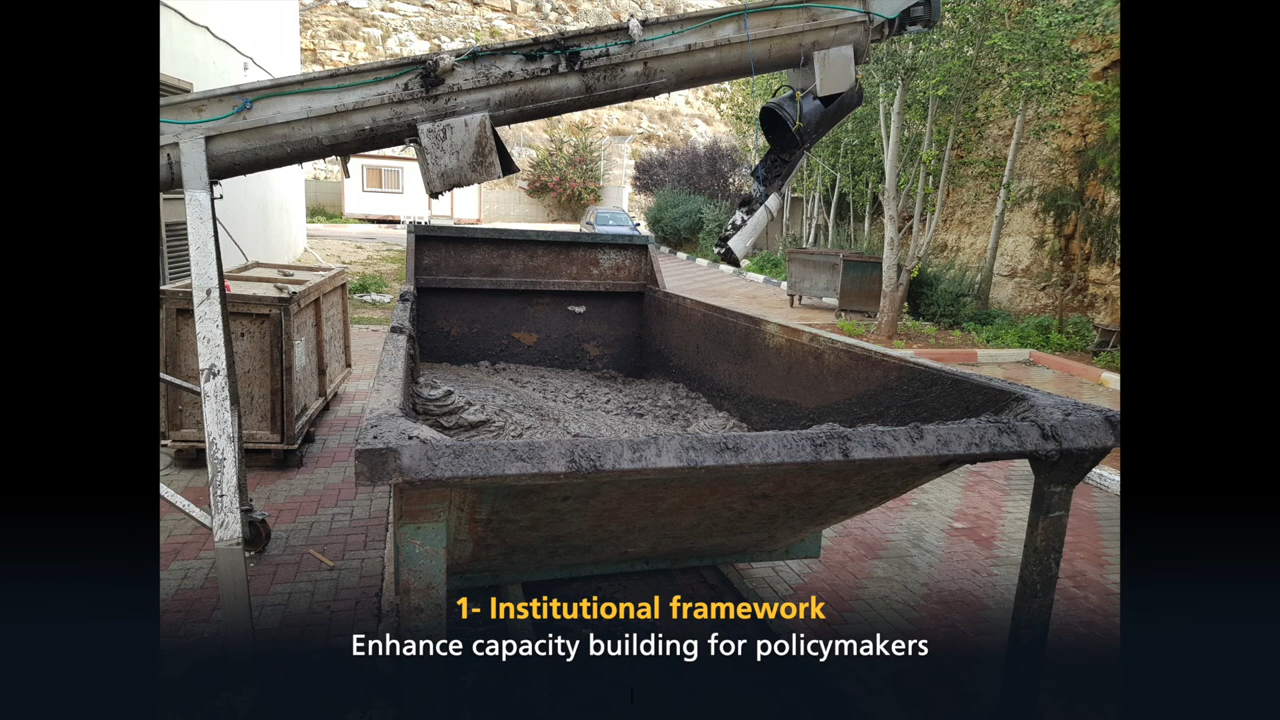 1- Institutional framework
Enhance capacity building for policymakers